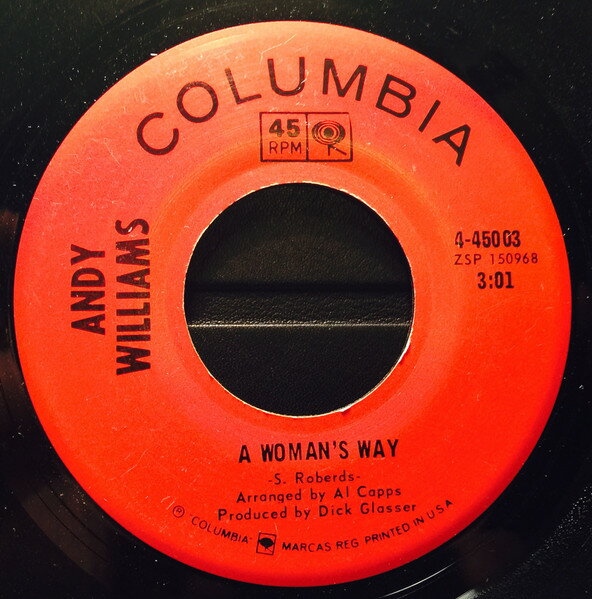 COLUMBIA
45
RPM
ANDY
WILLIAMS
4-45003
ZSP 150968
3:01
A WOMAN'S WAY
-S. Roberds-
Arranged by Al Capps
Produced by Dick Glasser
℗ COLUMBIA MARCAS REG. PRINTED IN U.S.A.